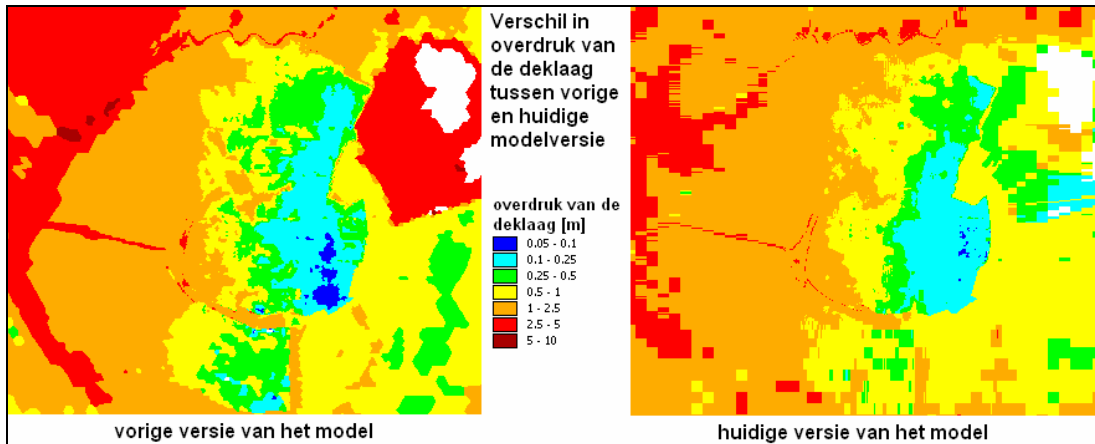 Verschil in
overdruk van
de deklaag
tussen vorige
en huidige
modelversie
overdruk van de
deklaag [m]
0.05 - 0.1
0.1 - 0.25
0.25 - 0.5
0.5 - 1
1 - 2.5
2.5 - 5
5 - 10
vorige versie van het model
huidige versie van het model